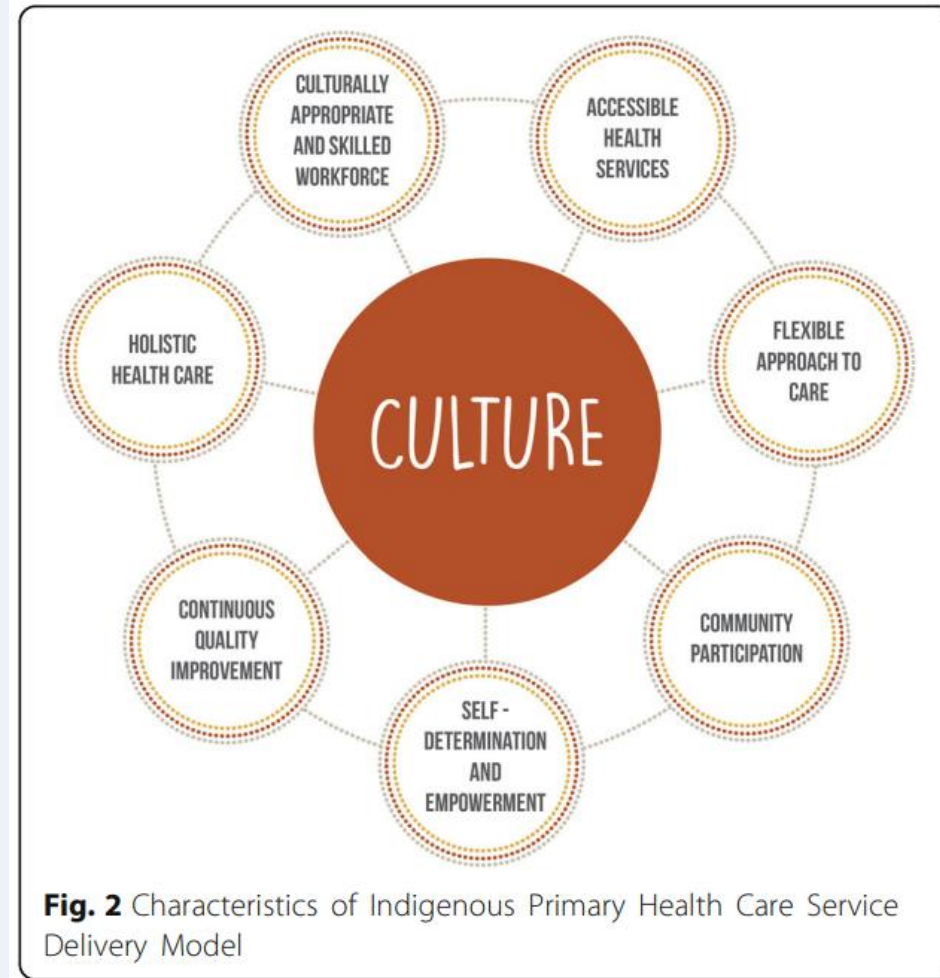 CULTURALLY
APPROPRIATE
AND SKILLED
WORKFORCE
ACCESSIBLE
HEALTH
SERVICES
HOLISTIC
HEALTH CARE
FLEXIBLE
APPROACH TO
CARE
CULTURE
CONTINUOUS
QUALITY
IMPROVEMENT
COMMUNITY
PARTICIPATION
SELF -
DETERMINATION
AND
EMPOWERMENT
Fig. 2 Characteristics of Indigenous Primary Health Care Service
Delivery Model